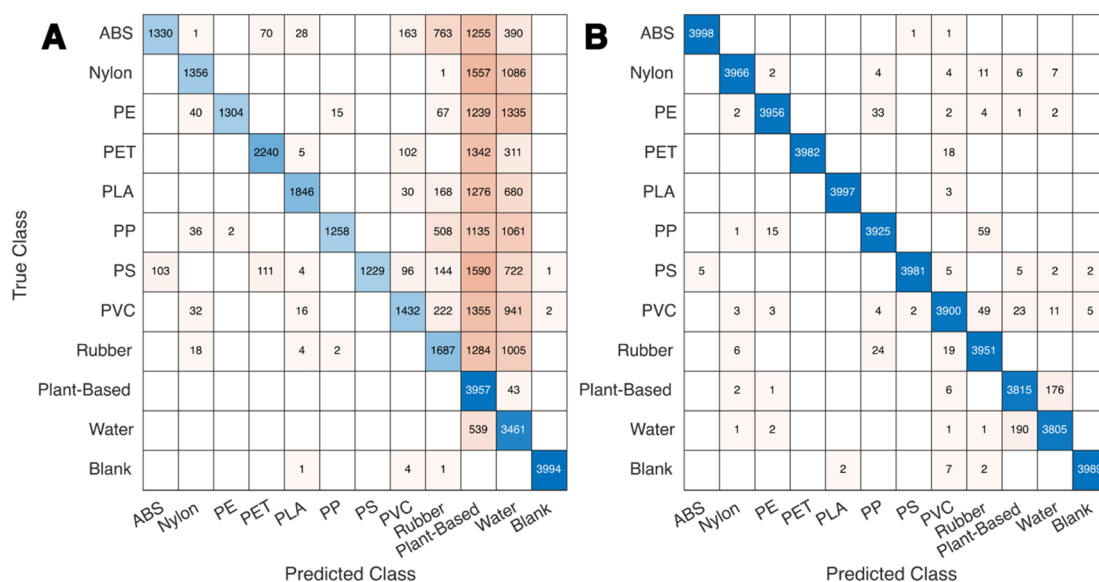 A
ABS 1330 1 70 28 163 763 1255 390
Nylon 1356 1 1557 1086
PE 40 1304 15 67 1239 1335
PET 2240 5 102 1342 311
PLA 1846 30 168 1276 680
PP 36 2 1258 508 1135 1061
PS 103 111 4 1229 96 144 1590 722 1
PVC 32 16 1432 222 1355 941 2
Rubber 18 4 2 1687 1284 1005
Plant-Based 3957 43
Water 539 3461
Blank 1 4 1 3994
True Class
ABS Nylon PE PET PLA PP PS PVC Rubber Plant-Based Water Blank
Predicted Class
B
ABS 3998 1 1
Nylon 3966 2 4 4 11 6 7
PE 2 3956 33 2 4 1 2
PET 3982 18
PLA 3997 3
PP 1 15 3925 59
PS 5 3981 5 5 2 2
PVC 3 3 4 2 3900 49 23 11 5
Rubber 6 24 19 3951
Plant-Based 2 1 6 3815 176
Water 1 2 1 1 190 3805
Blank 2 7 2 3989
ABS Nylon PE PET PLA PP PS PVC Rubber Plant-Based Water Blank
Predicted Class